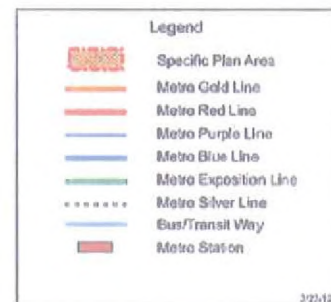 Legend
Specific Plan Area
Metro Gold Line
Metro Red Line
Metro Purple Line
Metro Blue Line
Metro Exposition Line
Metro Silver Line
Bus/Transit Way
Metro Station